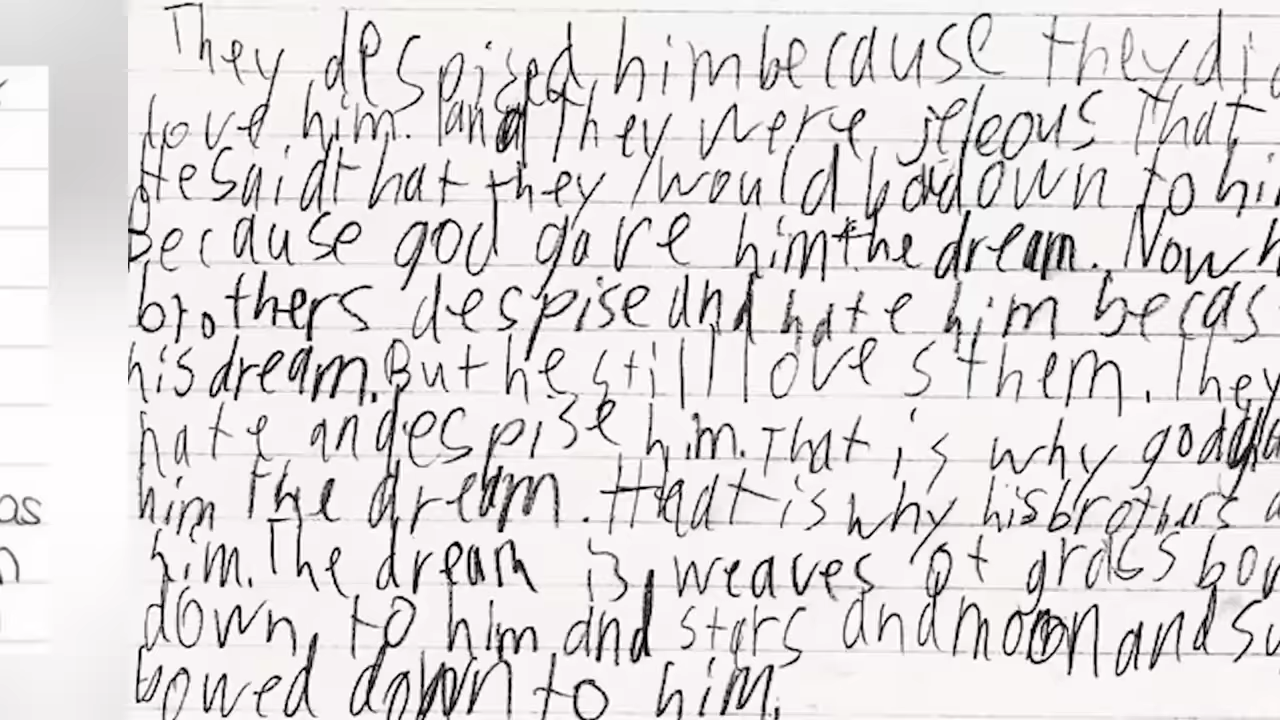 They despised him because they di
love him. and They were jeleous That
He said that they would bow down to hi
Because god gave him the dream. Now h
brothers despise and hate him becas
his dream. But he still loves them. They
hate an despise him. That is why god
him The dream. That is why his brothers
him. The dream is weaves of grass bow
down to him and stars and moon and su
bowed down to him.
as
n